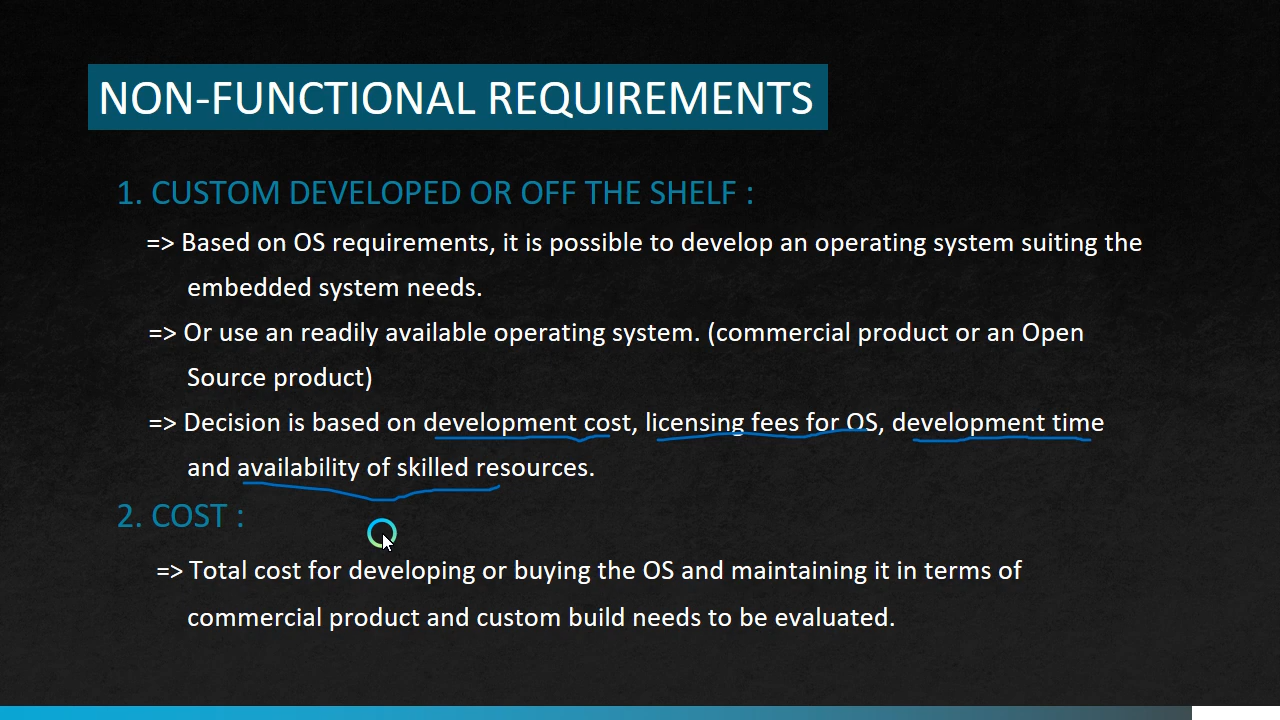 NON-FUNCTIONAL REQUIREMENTS
1. CUSTOM DEVELOPED OR OFF THE SHELF :
=> Based on OS requirements, it is possible to develop an operating system suiting the
embedded system needs.
=> Or use an readily available operating system. (commercial product or an Open
Source product)
=> Decision is based on development cost, licensing fees for OS, development time
and availability of skilled resources.
2. COST :
=> Total cost for developing or buying the OS and maintaining it in terms of
commercial product and custom build needs to be evaluated.